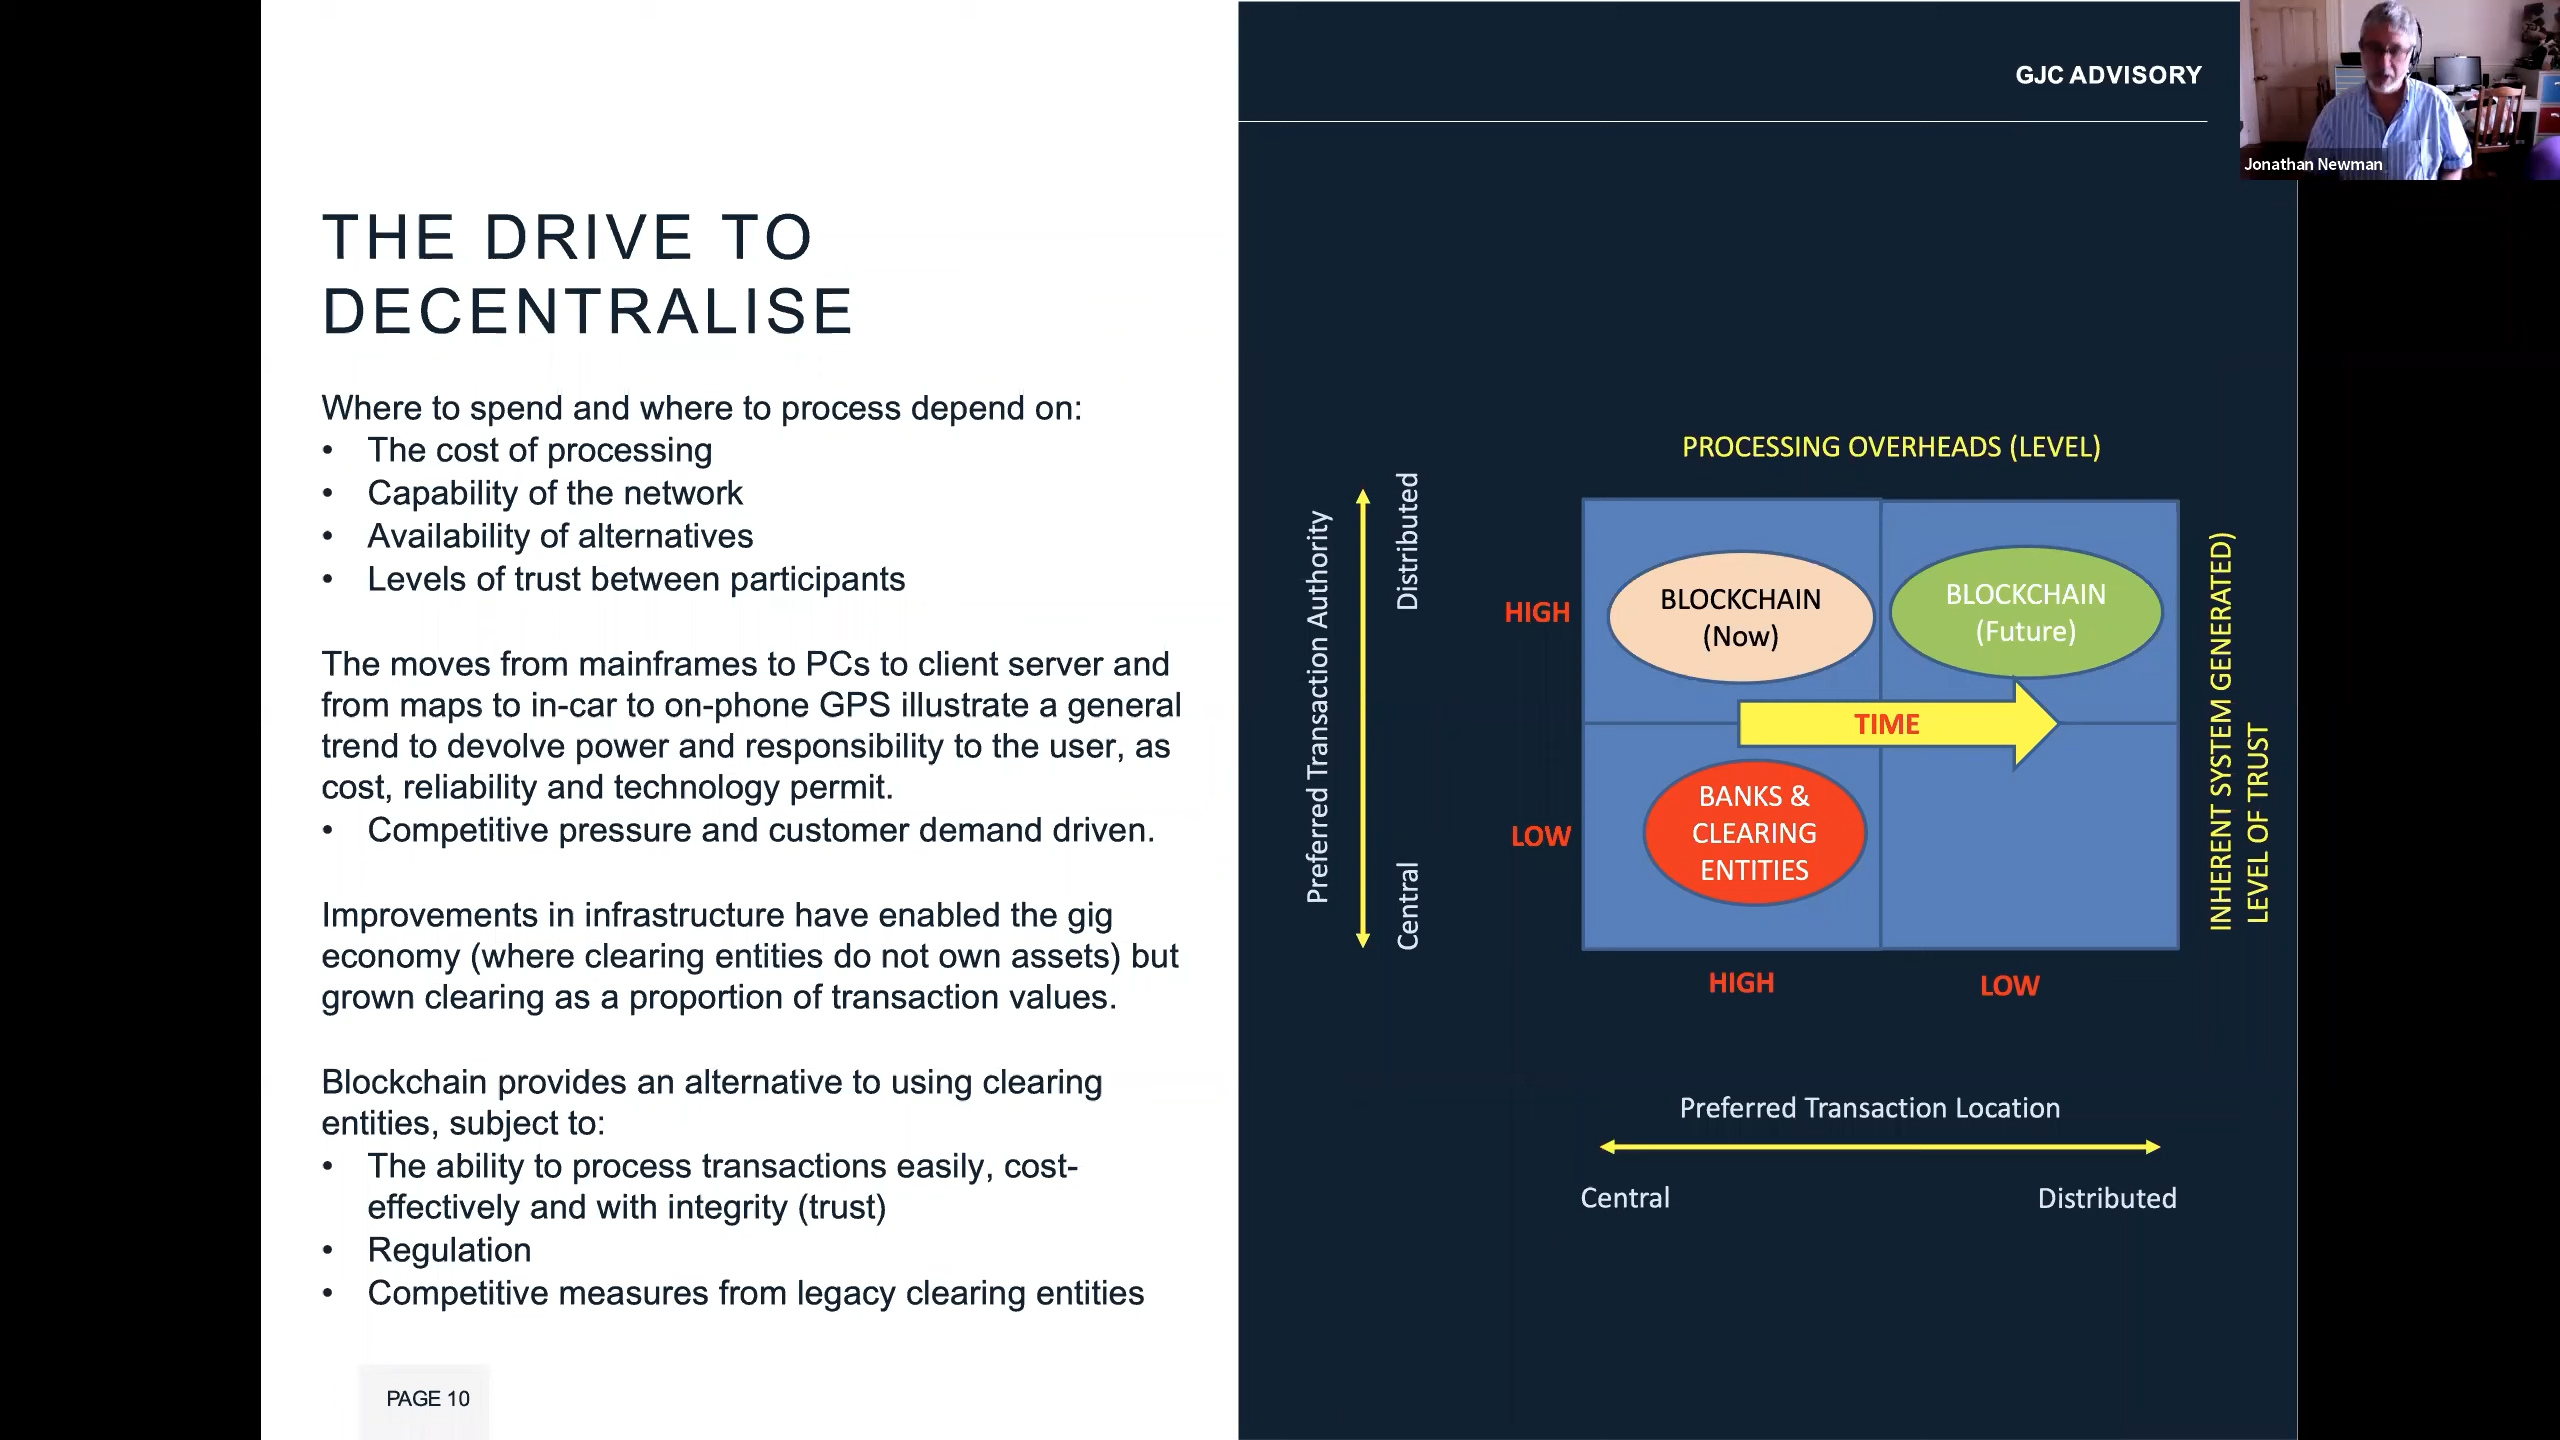 THE DRIVE TO
DECENTRALISE
Where to spend and where to process depend on:
• The cost of processing
• Capability of the network
• Availability of alternatives
• Levels of trust between participants
The moves from mainframes to PCs to client server and
from maps to in-car to on-phone GPS illustrate a general
trend to devolve power and responsibility to the user, as
cost, reliability and technology permit.
• Competitive pressure and customer demand driven.
Improvements in infrastructure have enabled the gig
economy (where clearing entities do not own assets) but
grown clearing as a proportion of transaction values.
Blockchain provides an alternative to using clearing
entities, subject to:
• The ability to process transactions easily, cost-
effectively and with integrity (trust)
• Regulation
• Competitive measures from legacy clearing entities
PAGE 10
GJC ADVISORY
Jonathan Newman
PROCESSING OVERHEADS (LEVEL)
Preferred Transaction Authority
Distributed
Central
HIGH
LOW
BLOCKCHAIN
(Now)
BLOCKCHAIN
(Future)
TIME
BANKS &
CLEARING
ENTITIES
INHERENT SYSTEM GENERATED)
LEVEL OF TRUST
HIGH
LOW
Preferred Transaction Location
Central
Distributed